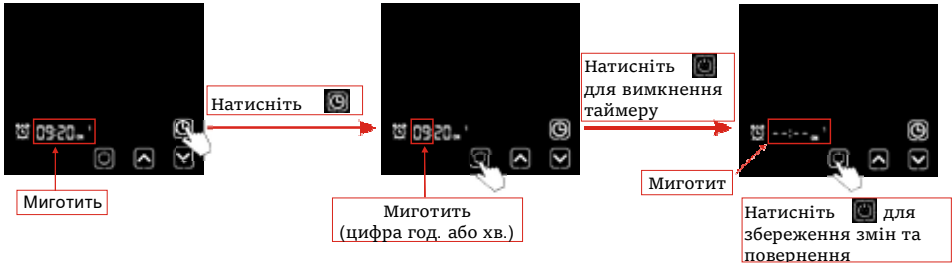 09:20
Миготить
Натисніть
09:20
Миготить
(цифра год. або хв.)
Натисніть
для вимкнення
таймеру
--:--
Миготит
Натисніть для
збереження змін та
повернення